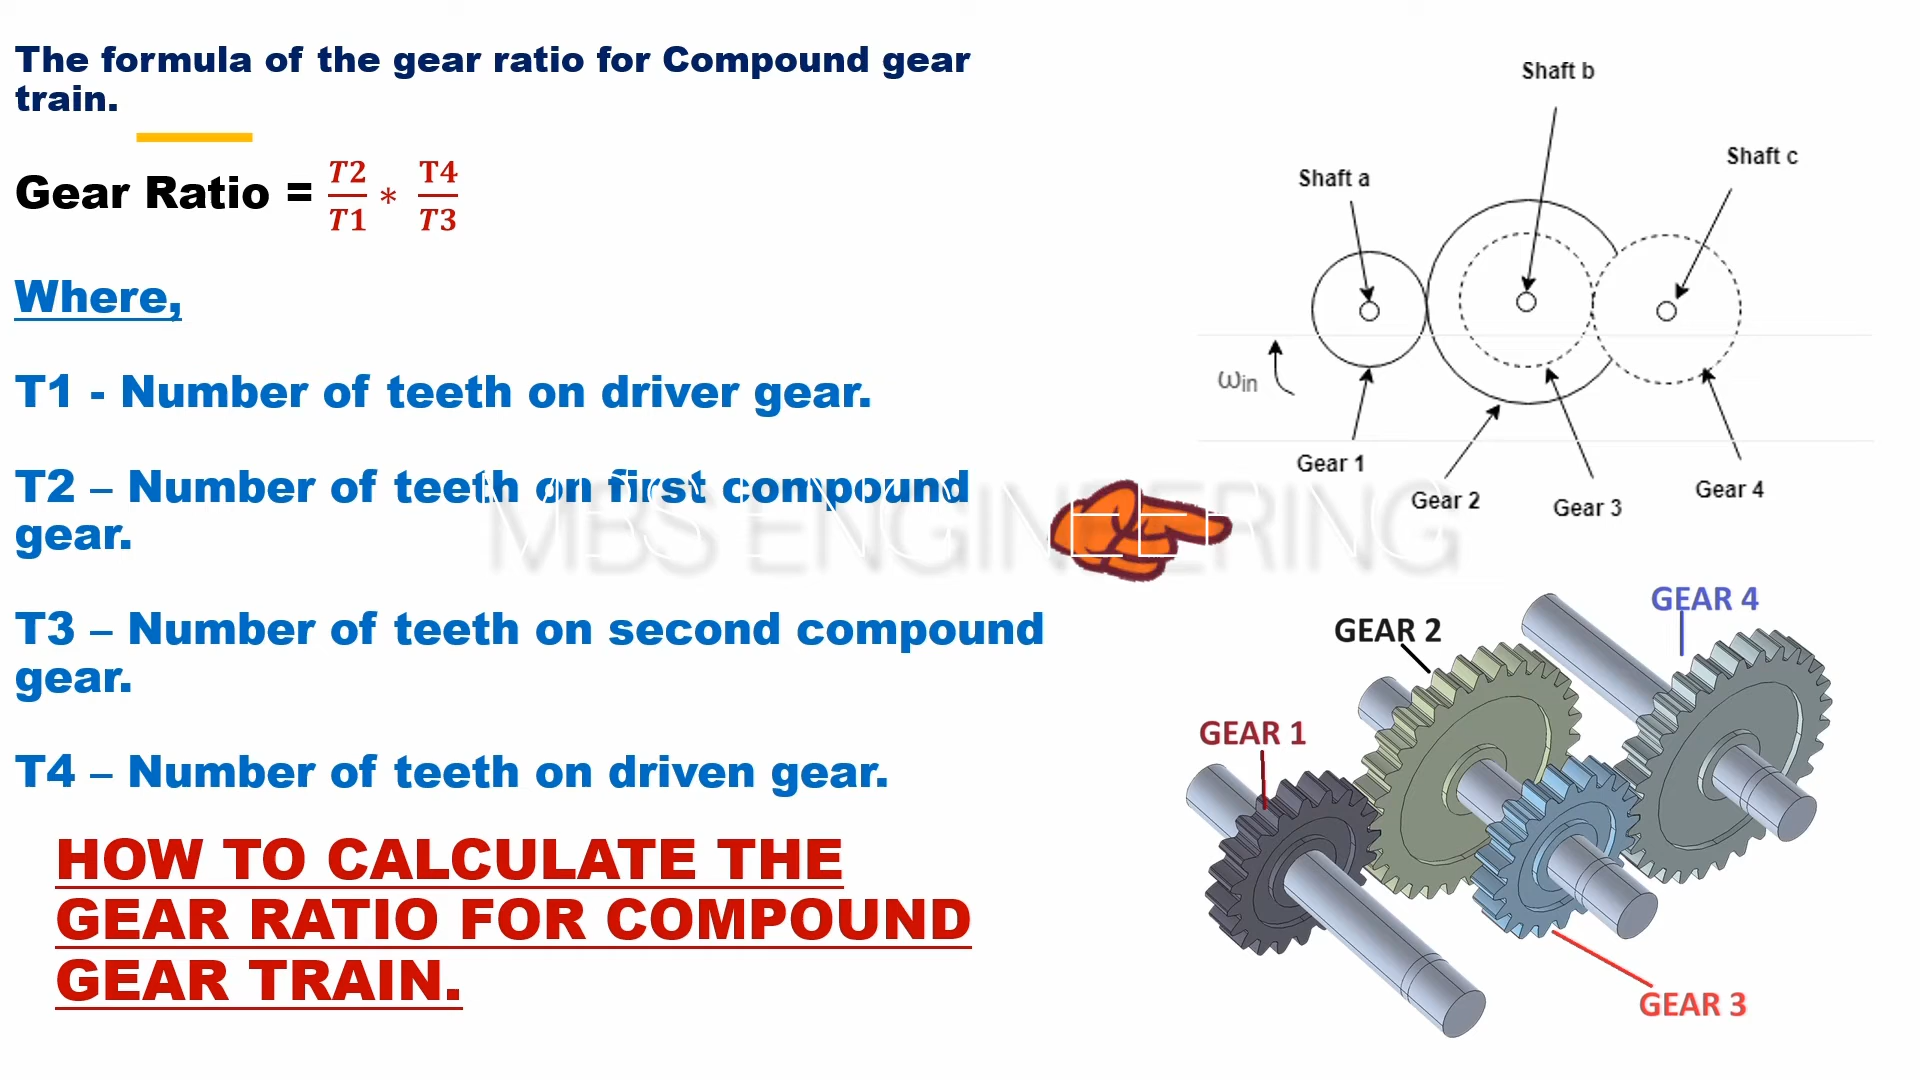 The formula of the gear ratio for Compound gear
train.
Gear Ratio = T2/T1 * T4/T3
Where,
T1 - Number of teeth on driver gear.
T2 – Number of teeth on first compound
gear.
T3 – Number of teeth on second compound
gear.
T4 – Number of teeth on driven gear.
HOW TO CALCULATE THE
GEAR RATIO FOR COMPOUND
GEAR TRAIN.
MBS ENGINEERING
Shaft b
Shaft c
Shaft a
ωin
Gear 1
Gear 2
Gear 3
Gear 4
GEAR 4
GEAR 2
GEAR 1
GEAR 3